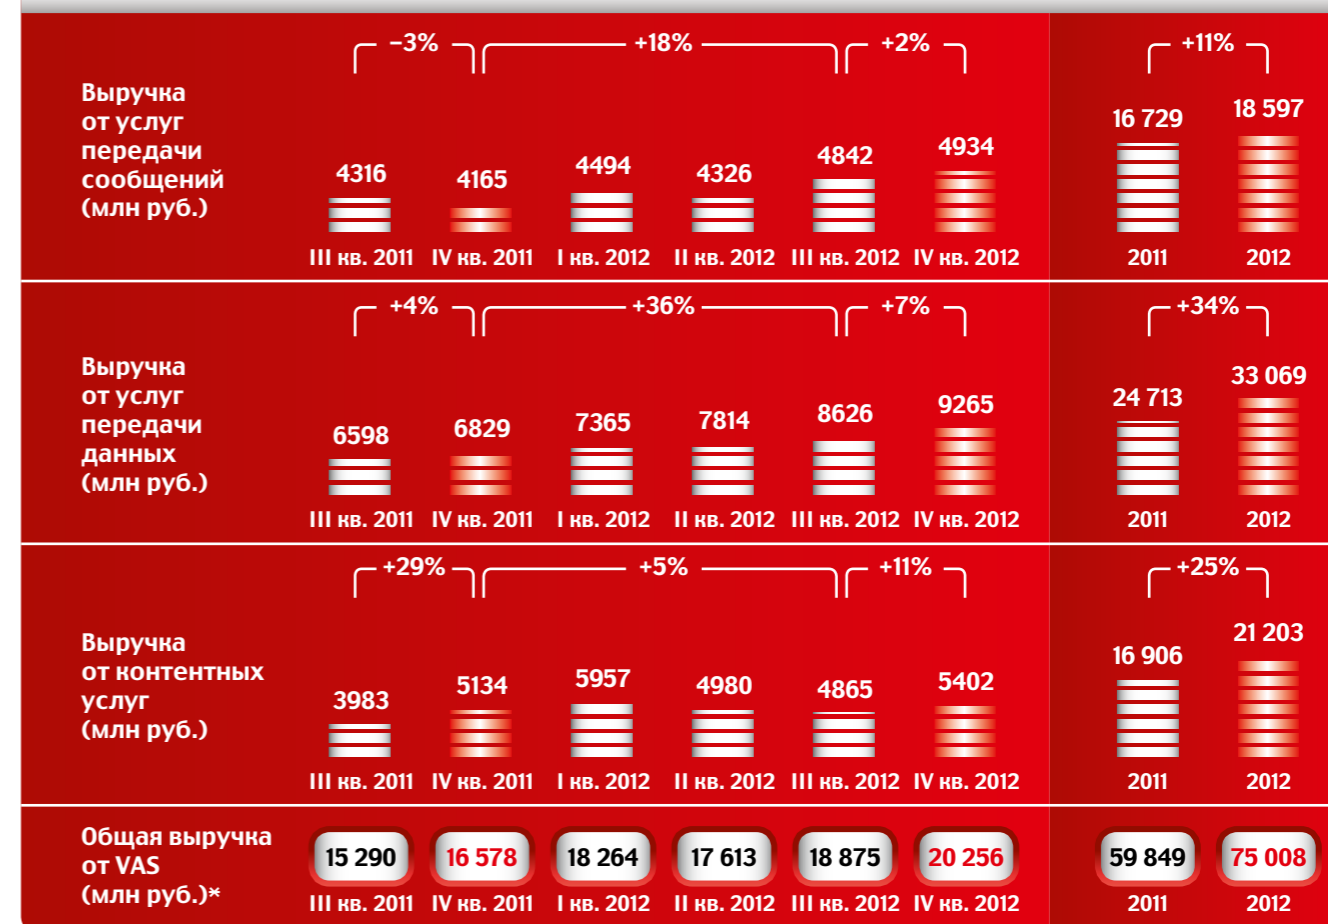 −3% +18% +2% +11%
Выручка
от услуг
передачи
сообщений
(млн руб.)
4316 4165 4494 4326 4842 4934 16 729 18 597
III кв. 2011 IV кв. 2011 I кв. 2012 II кв. 2012 III кв. 2012 IV кв. 2012 2011 2012
+4% +36% +7% +34%
Выручка
от услуг
передачи
данных
(млн руб.)
6598 6829 7365 7814 8626 9265 24 713 33 069
III кв. 2011 IV кв. 2011 I кв. 2012 II кв. 2012 III кв. 2012 IV кв. 2012 2011 2012
+29% +5% +11% +25%
Выручка
от контентных
услуг
(млн руб.)
3983 5134 5957 4980 4865 5402 16 906 21 203
III кв. 2011 IV кв. 2011 I кв. 2012 II кв. 2012 III кв. 2012 IV кв. 2012 2011 2012
Общая выручка
от VAS
(млн руб.)*
15 290 16 578 18 264 17 613 18 875 20 256 59 849 75 008
III кв. 2011 IV кв. 2011 I кв. 2012 II кв. 2012 III кв. 2012 IV кв. 2012 2011 2012